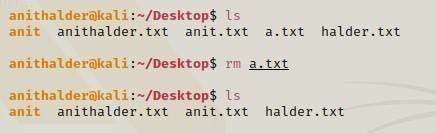 anithalder@kali:~/Desktop$ ls
anit  anithalder.txt  anit.txt  a.txt  halder.txt
anithalder@kali:~/Desktop$ rm a.txt
anithalder@kali:~/Desktop$ ls
anit  anithalder.txt  anit.txt  halder.txt